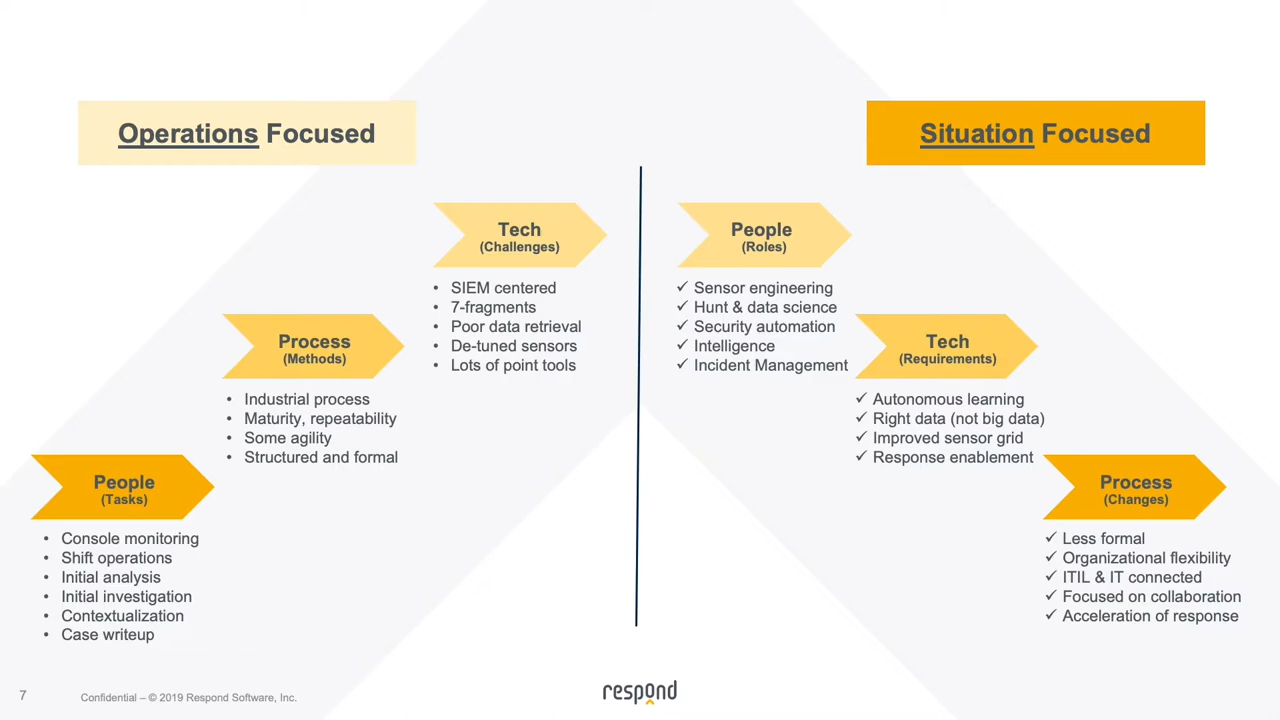 Operations Focused
Situation Focused
Tech
(Challenges)
• SIEM centered
• 7-fragments
• Poor data retrieval
• De-tuned sensors
• Lots of point tools
Process
(Methods)
• Industrial process
• Maturity, repeatability
• Some agility
• Structured and formal
People
(Tasks)
• Console monitoring
• Shift operations
• Initial analysis
• Initial investigation
• Contextualization
• Case writeup
People
(Roles)
✓ Sensor engineering
✓ Hunt & data science
✓ Security automation
✓ Intelligence
✓ Incident Management
Tech
(Requirements)
✓ Autonomous learning
✓ Right data (not big data)
✓ Improved sensor grid
✓ Response enablement
Process
(Changes)
✓ Less formal
✓ Organizational flexibility
✓ ITIL & IT connected
✓ Focused on collaboration
✓ Acceleration of response
7
Confidential – © 2019 Respond Software, Inc.
respond